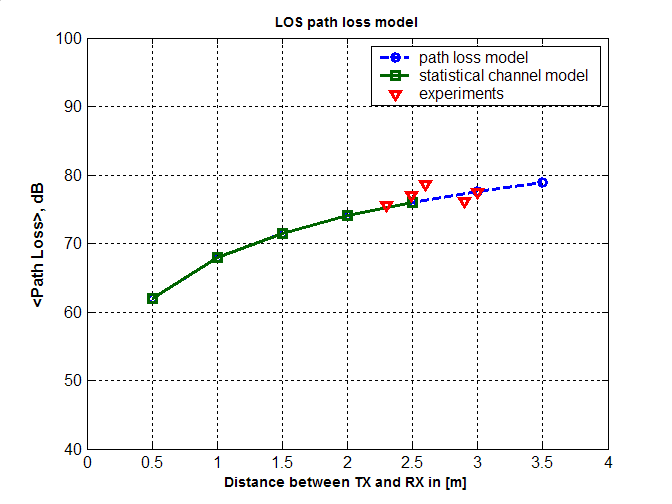 LOS path loss model
100
90
80
70
60
50
40
<Path Loss>, dB
path loss model
statistical channel model
experiments
0
0.5
1
1.5
2
2.5
3
3.5
4
Distance between TX and RX in [m]